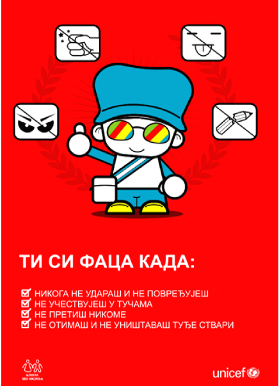 ТИ СИ ФАЦА КАДА:
НИКОГА НЕ УДАРАШ И НЕ ПОВРЕЂУЈЕШ
НЕ УЧЕСТВУЈЕШ У ТУЧАМА
НЕ ПРЕТИШ НИКОМЕ
НЕ ОТИМАШ И НЕ УНИШТАВАШ ТУЂЕ СТВАРИ
unicef